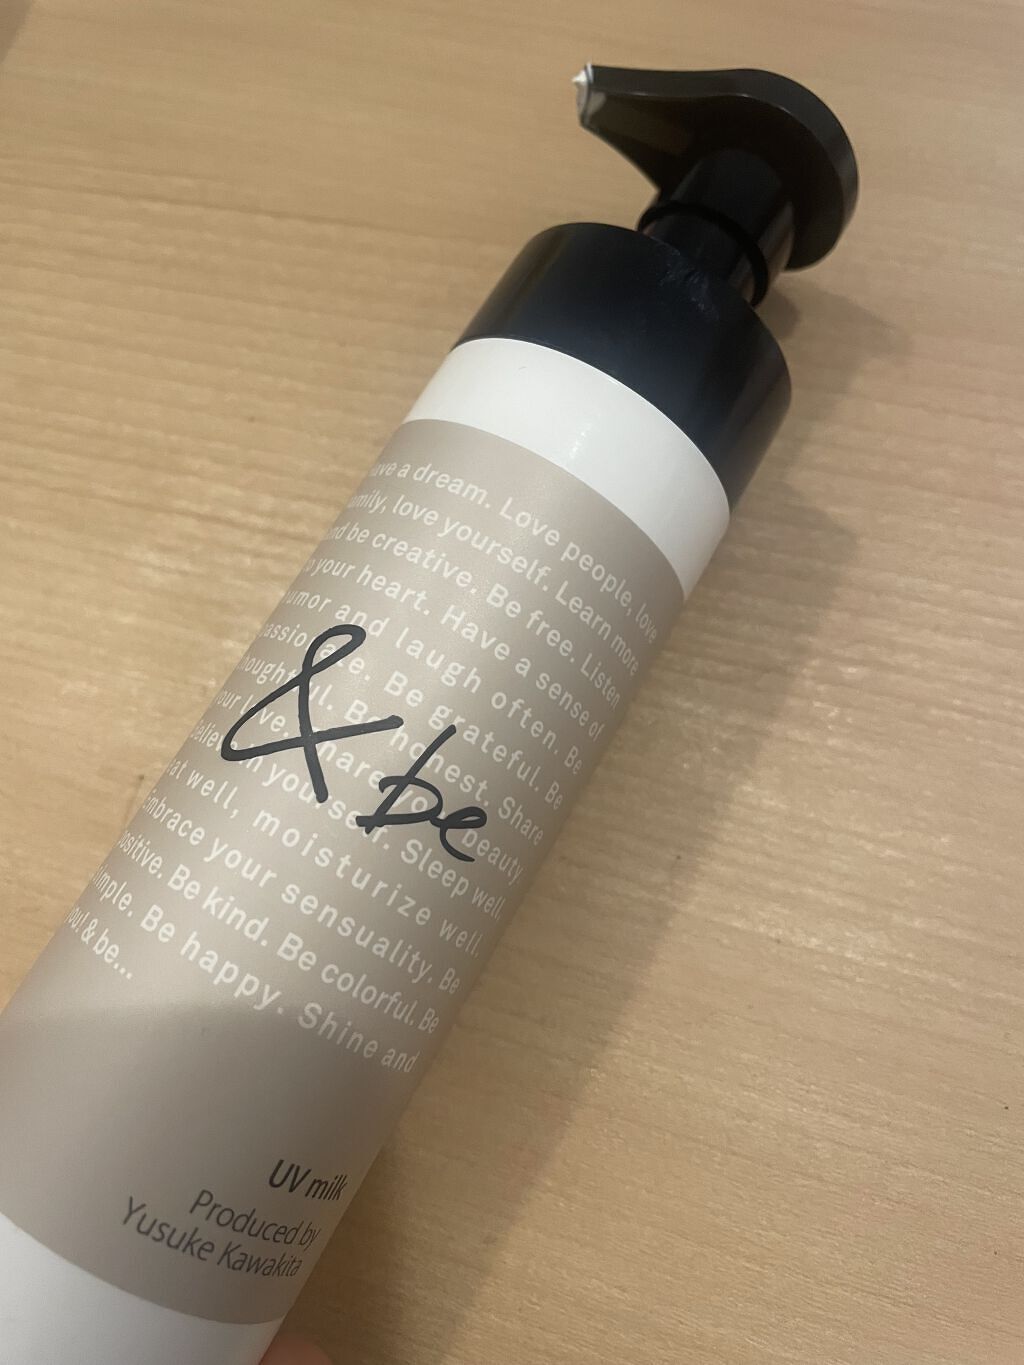 ve a dream. Love people, love
mily, love yourself. Learn more
nd be creative. Be free. Listen
o your heart. Have a sense of
umor and laugh often. Be
assionate. Be grateful. Be
houghtful. Be honest. Share
our love. Share your beauty.
elieve in yourself. Sleep well,
at well, moisturize well.
mbrace your sensuality. Be
ositive. Be kind. Be colorful. Be
imple. Be happy. Shine and
ou! & be...
& be
UV milk
Produced by
Yusuke Kawakita